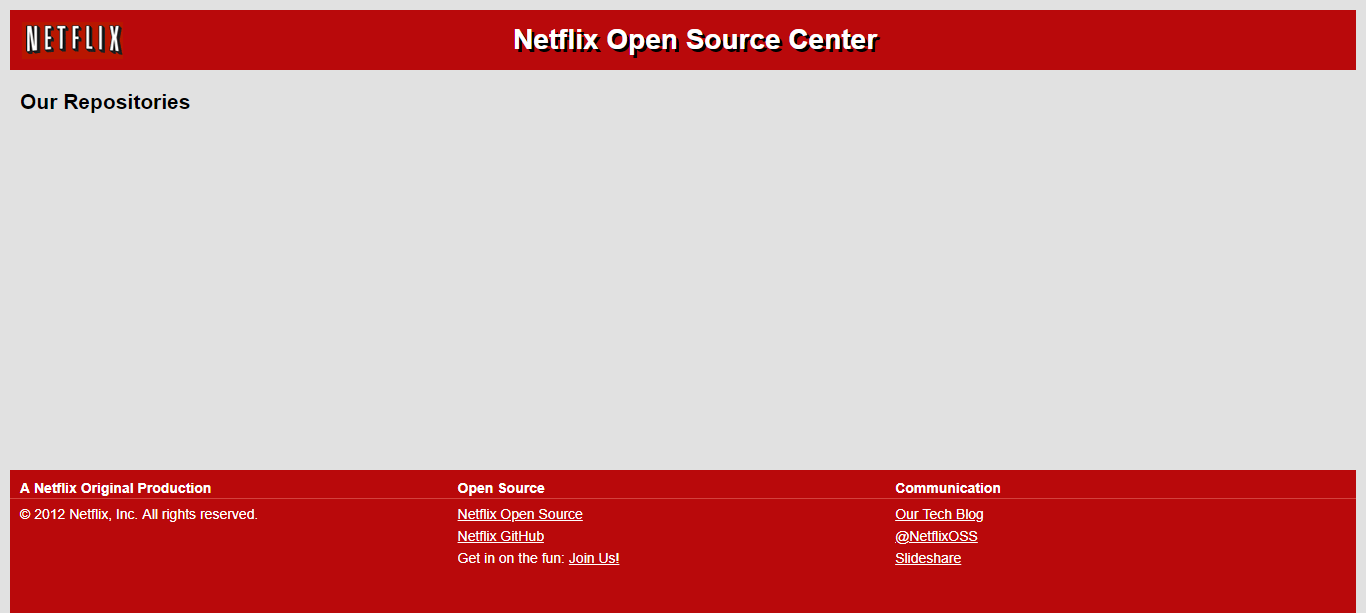 NETFLIX
Netflix Open Source Center
Our Repositories
A Netflix Original Production
© 2012 Netflix, Inc. All rights reserved.
Open Source
Netflix Open Source
Netflix GitHub
Get in on the fun: Join Us!
Communication
Our Tech Blog
@NetflixOSS
Slideshare